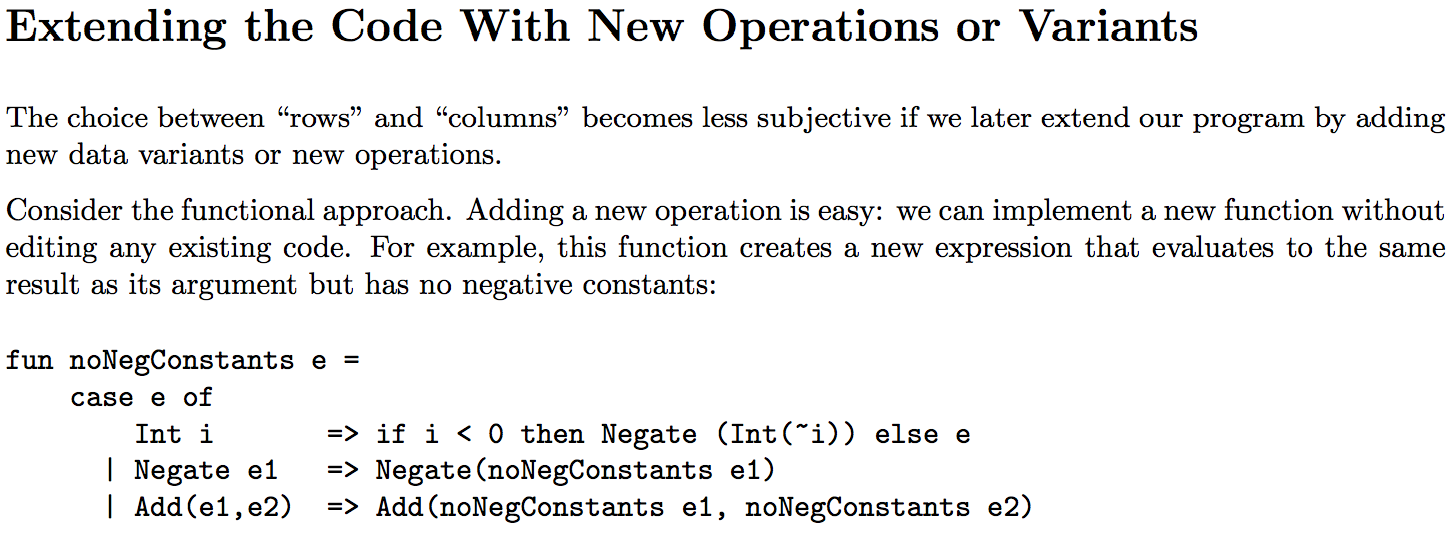 Extending the Code With New Operations or Variants
The choice between “rows” and “columns” becomes less subjective if we later extend our program by adding
new data variants or new operations.
Consider the functional approach. Adding a new operation is easy: we can implement a new function without
editing any existing code. For example, this function creates a new expression that evaluates to the same
result as its argument but has no negative constants:
fun noNegConstants e =
    case e of
        Int i       => if i < 0 then Negate (Int(~i)) else e
      | Negate e1   => Negate(noNegConstants e1)
      | Add(e1,e2)  => Add(noNegConstants e1, noNegConstants e2)